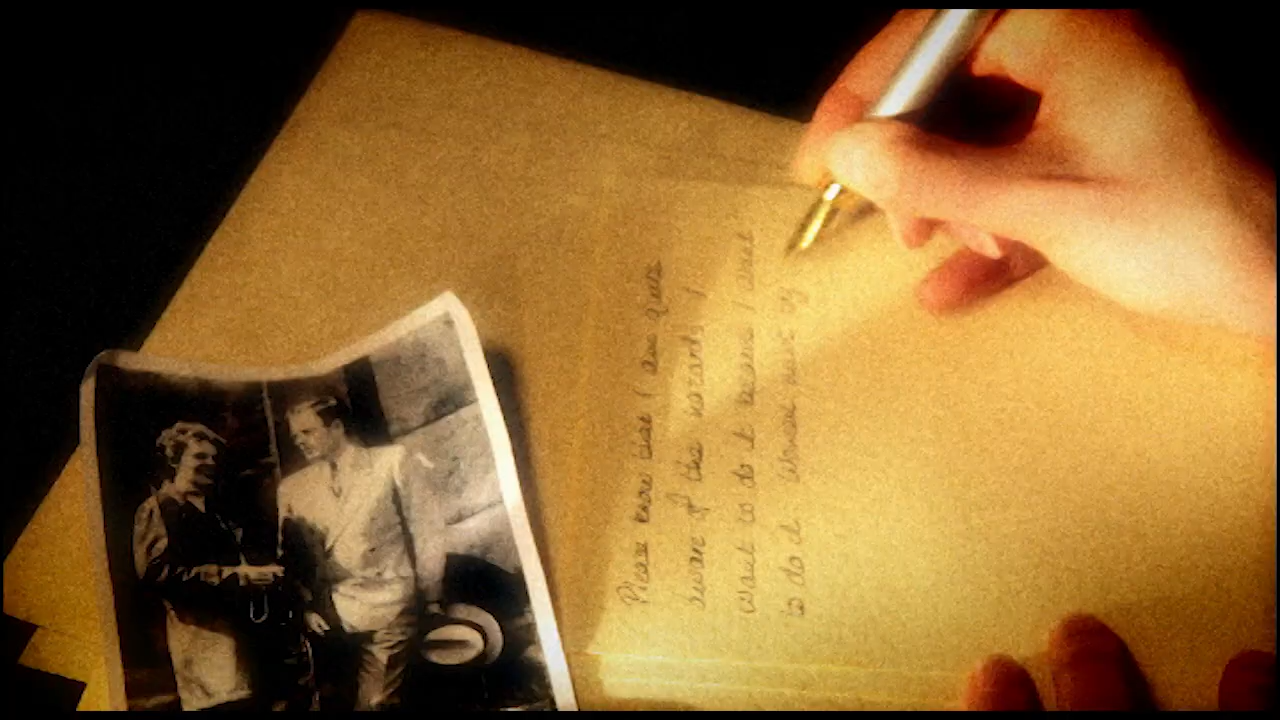 Please know that I am quite
aware of the hazards I
want to do it because I want
to do it. Women must try